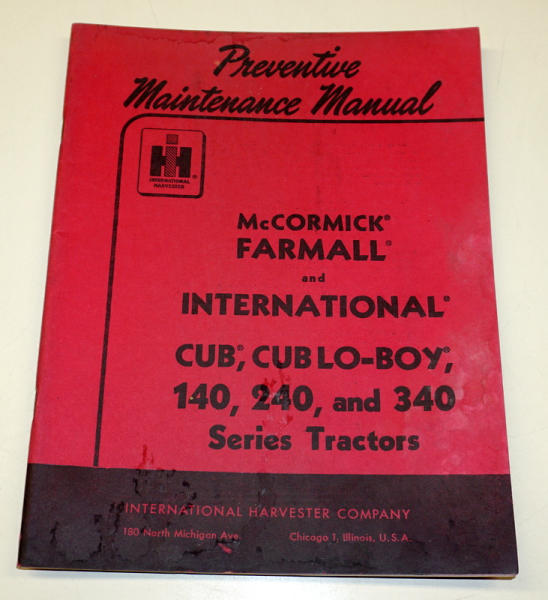 Preventive
Maintenance Manual
IH®
INTERNATIONAL
HARVESTER
McCORMICK®
FARMALL®
and
INTERNATIONAL®
CUB®, CUB LO-BOY®,
140, 240, and 340
Series Tractors
INTERNATIONAL HARVESTER COMPANY
180 North Michigan Ave. Chicago 1, Illinois, U.S.A.